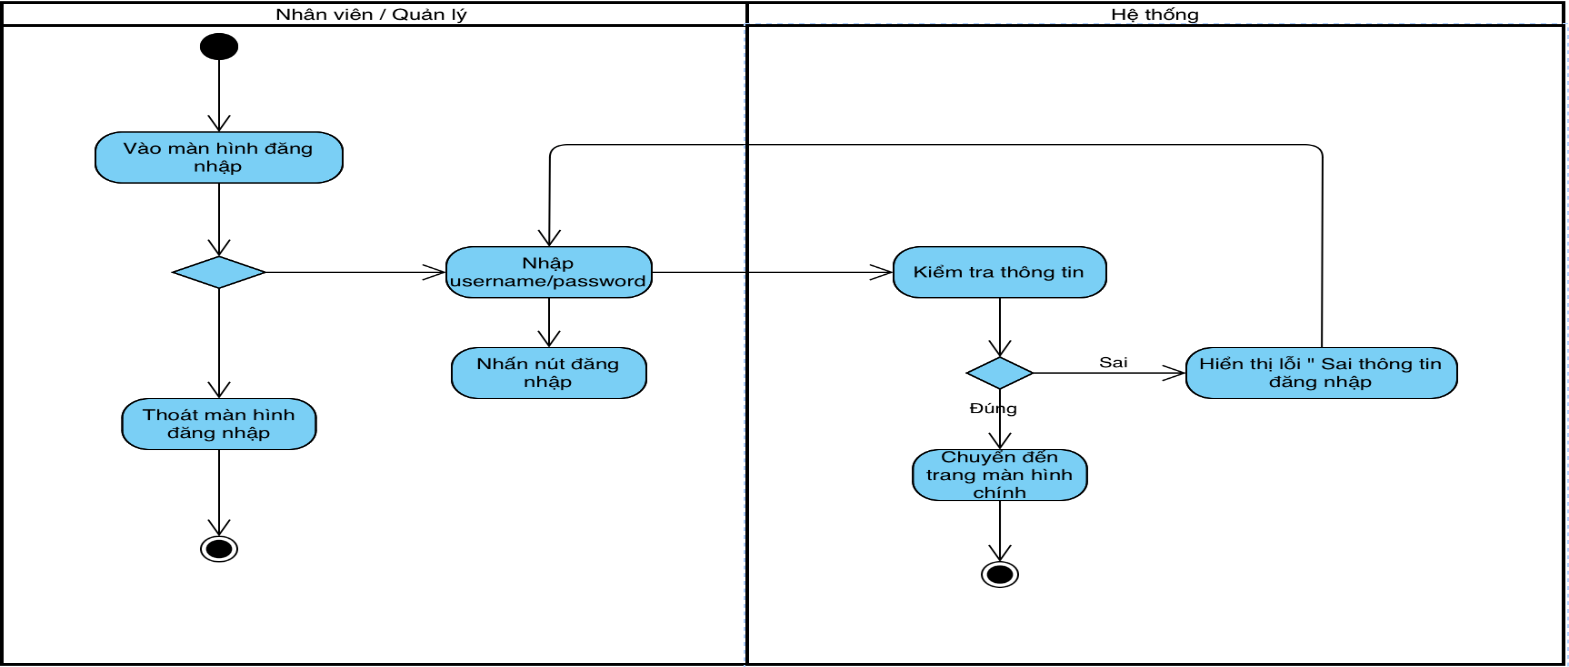 Nhân viên / Quản lý
Hệ thống
Vào màn hình đăng
nhập
Nhập
username/password
Kiểm tra thông tin
Nhấn nút đăng
nhập
Sai
Hiển thị lỗi " Sai thông tin
đăng nhập
Đúng
Thoát màn hình
đăng nhập
Chuyển đến
trang màn hình
chính